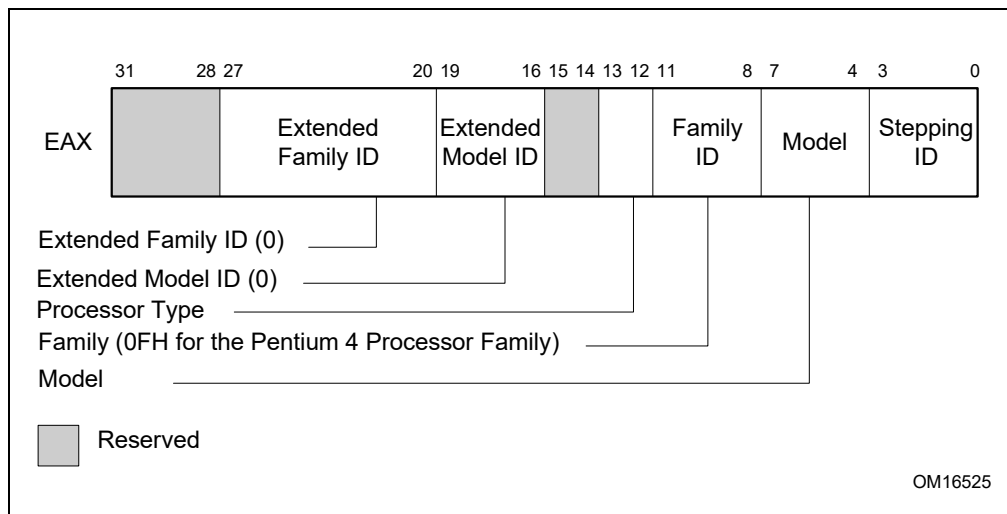 31 28 27 20 19 16 15 14 13 12 11 8 7 4 3 0
EAX
Extended Family ID
Extended Model ID
Family ID
Model
Stepping ID
Extended Family ID (0)
Extended Model ID (0)
Processor Type
Family (0FH for the Pentium 4 Processor Family)
Model
Reserved
OM16525